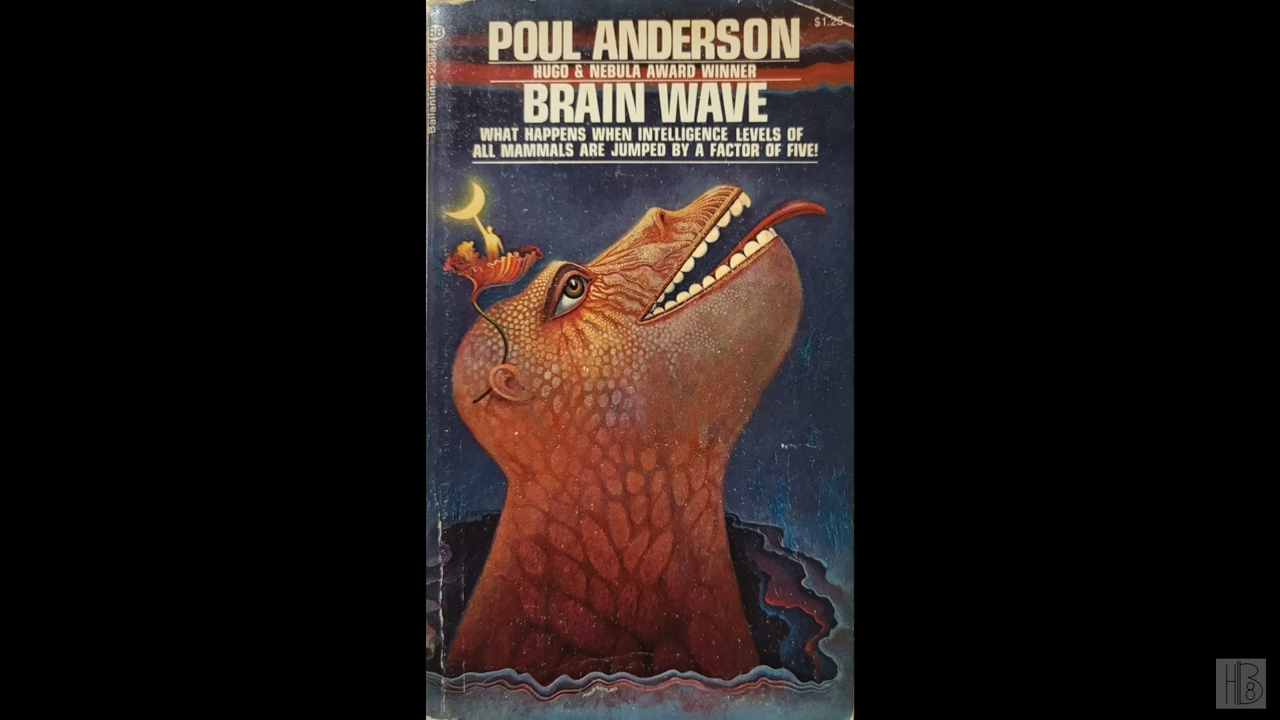 $1.25
POUL ANDERSON
HUGO & NEBULA AWARD WINNER
BRAIN WAVE
WHAT HAPPENS WHEN INTELLIGENCE LEVELS OF
ALL MAMMALS ARE JUMPED BY A FACTOR OF FIVE!
Ballantine